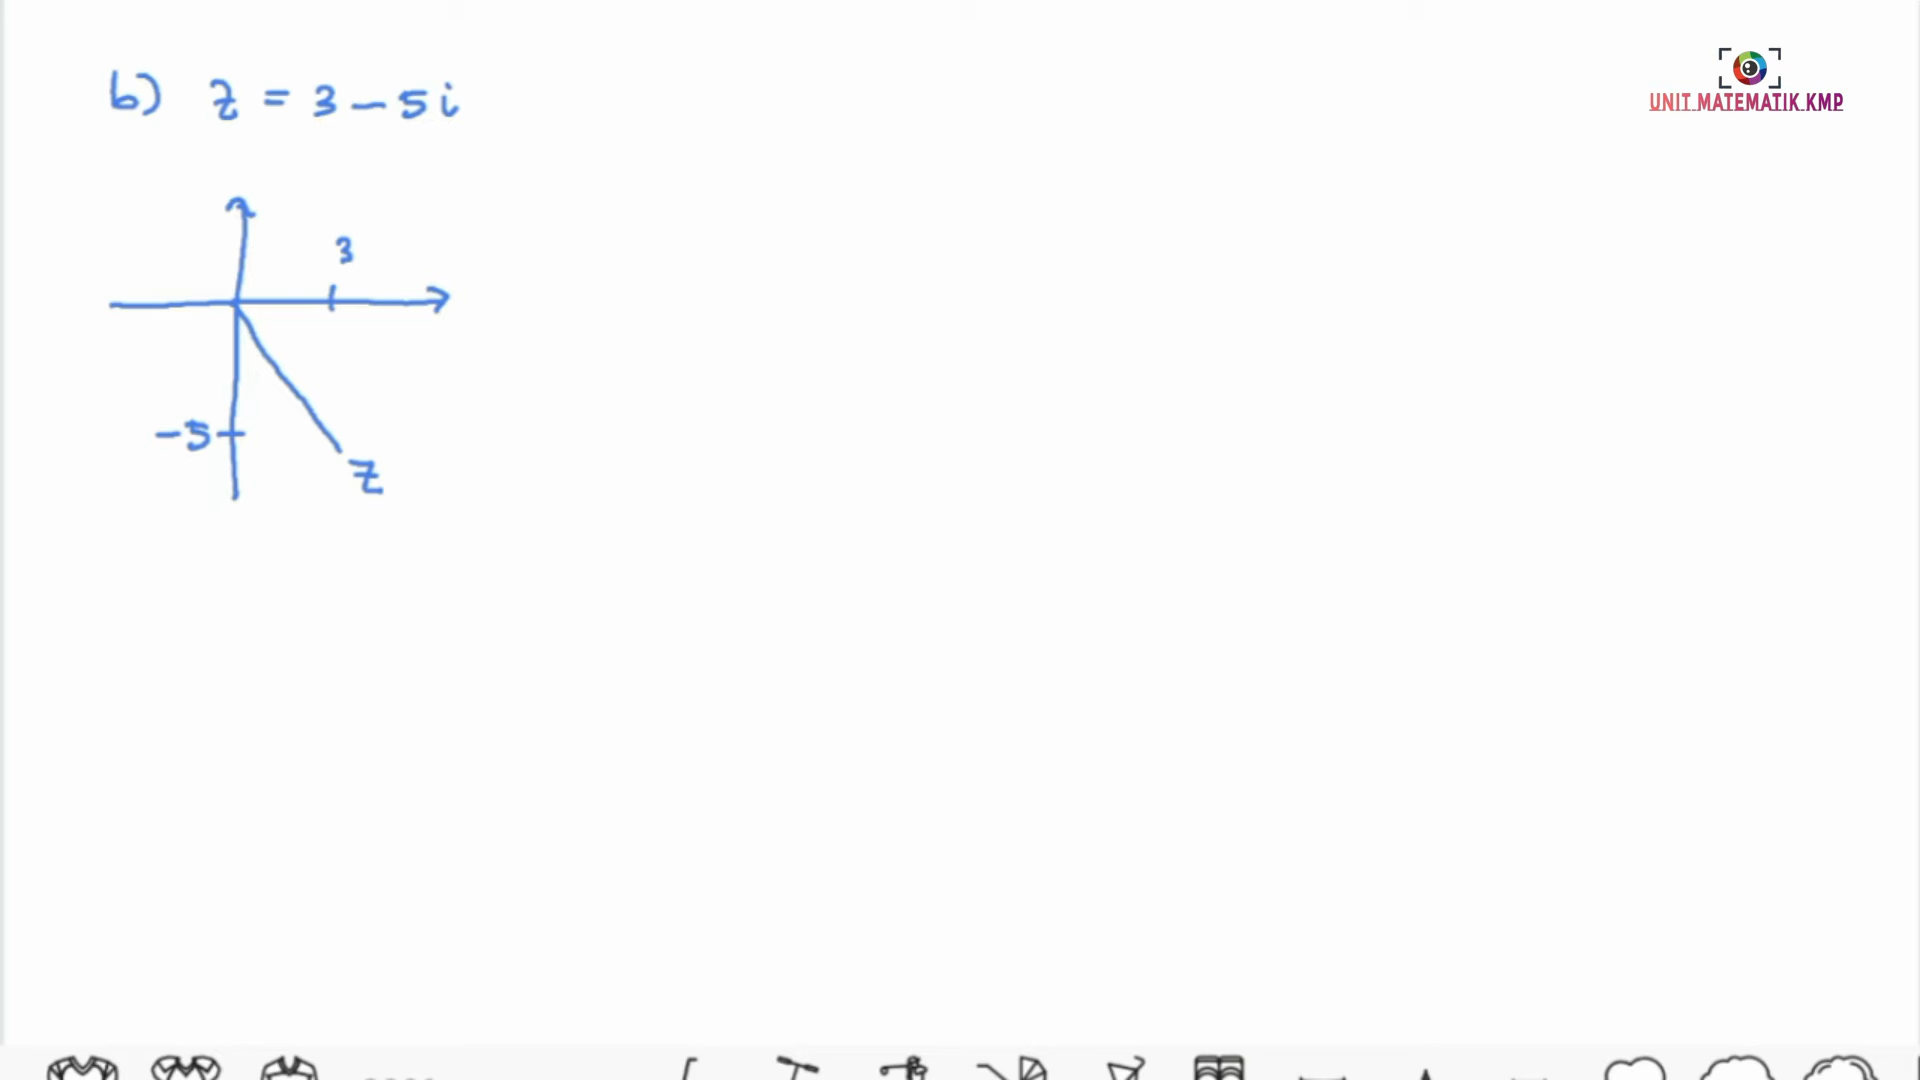 b) z = 3 - 5i
UNIT MATEMATIK KMP
3
-5
z